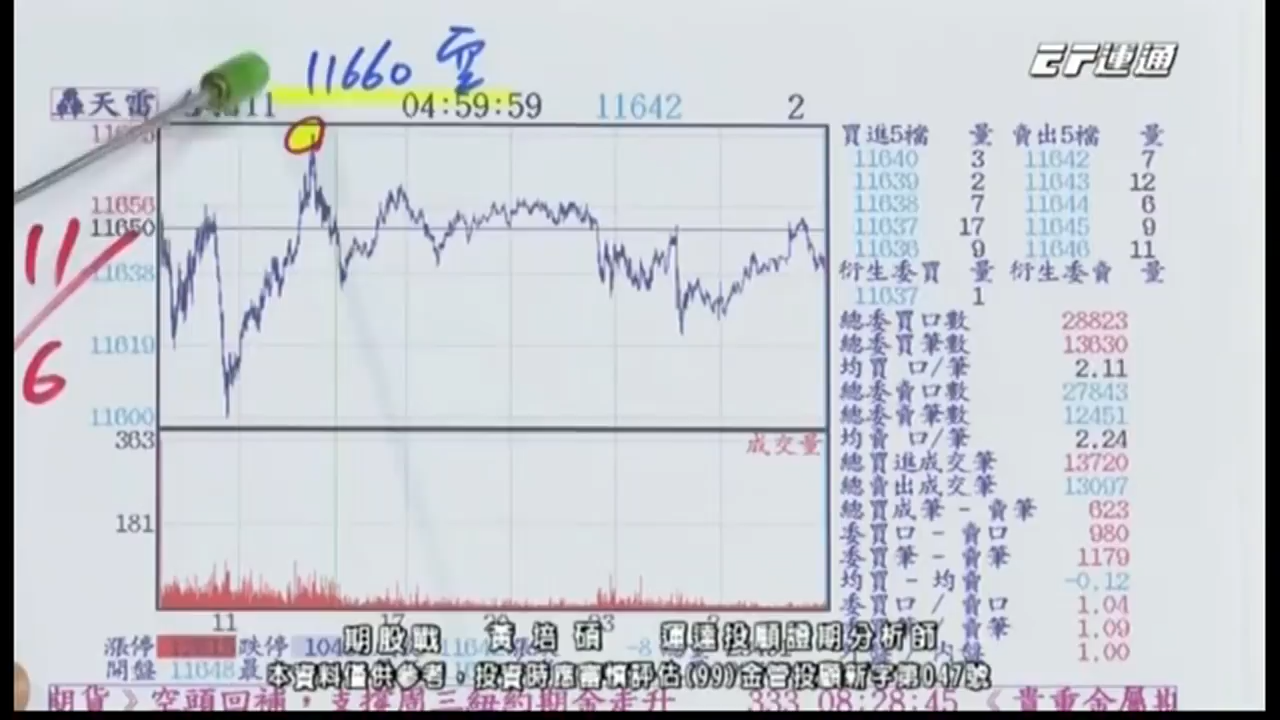 11660 空
運通
轟天雷
04:59:59 11642 2
買進5檔 量 賣出5檔 量
11640 3 11642 7
11639 2 11643 12
11638 7 11644 6
11637 17 11645 9
11636 9 11646 11
衍生委買 量 衍生委賣 量
11637 1
11656
11650
11638
11619
11600
363
181
11/6
成交量
總委買口數 28823
總委買筆數 13630
均買 口/筆 2.11
總委賣口數 27843
總委賣筆數 12451
均賣 口/筆 2.24
總買進成交筆 13720
總賣出成交筆 13097
總買成筆 - 賣筆 623
委買口 - 賣口 980
委買筆 - 賣筆 1179
均買 - 均賣 -0.12
委買口 / 賣口 1.04
賣筆 1.09
1.00
11
漲停 跌停
開盤 11648 最
期股戰 黃培碩 運達投顧證期分析師
本資料僅供參考，投資時應審慎評估(99)金管投顧新字第047號
期貨》空頭回補，支撐周三紐約期金走升 333 08:28:45 《貴重金屬期